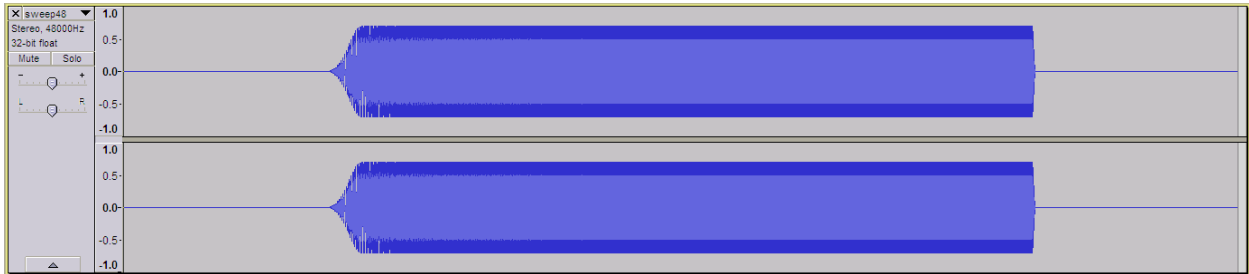 X sweep48 ▼
Stereo, 48000Hz
32-bit float
Mute Solo
- +
L R
1.0
0.5-
0.0-
-0.5-
-1.0
1.0
0.5-
0.0-
-0.5-
-1.0